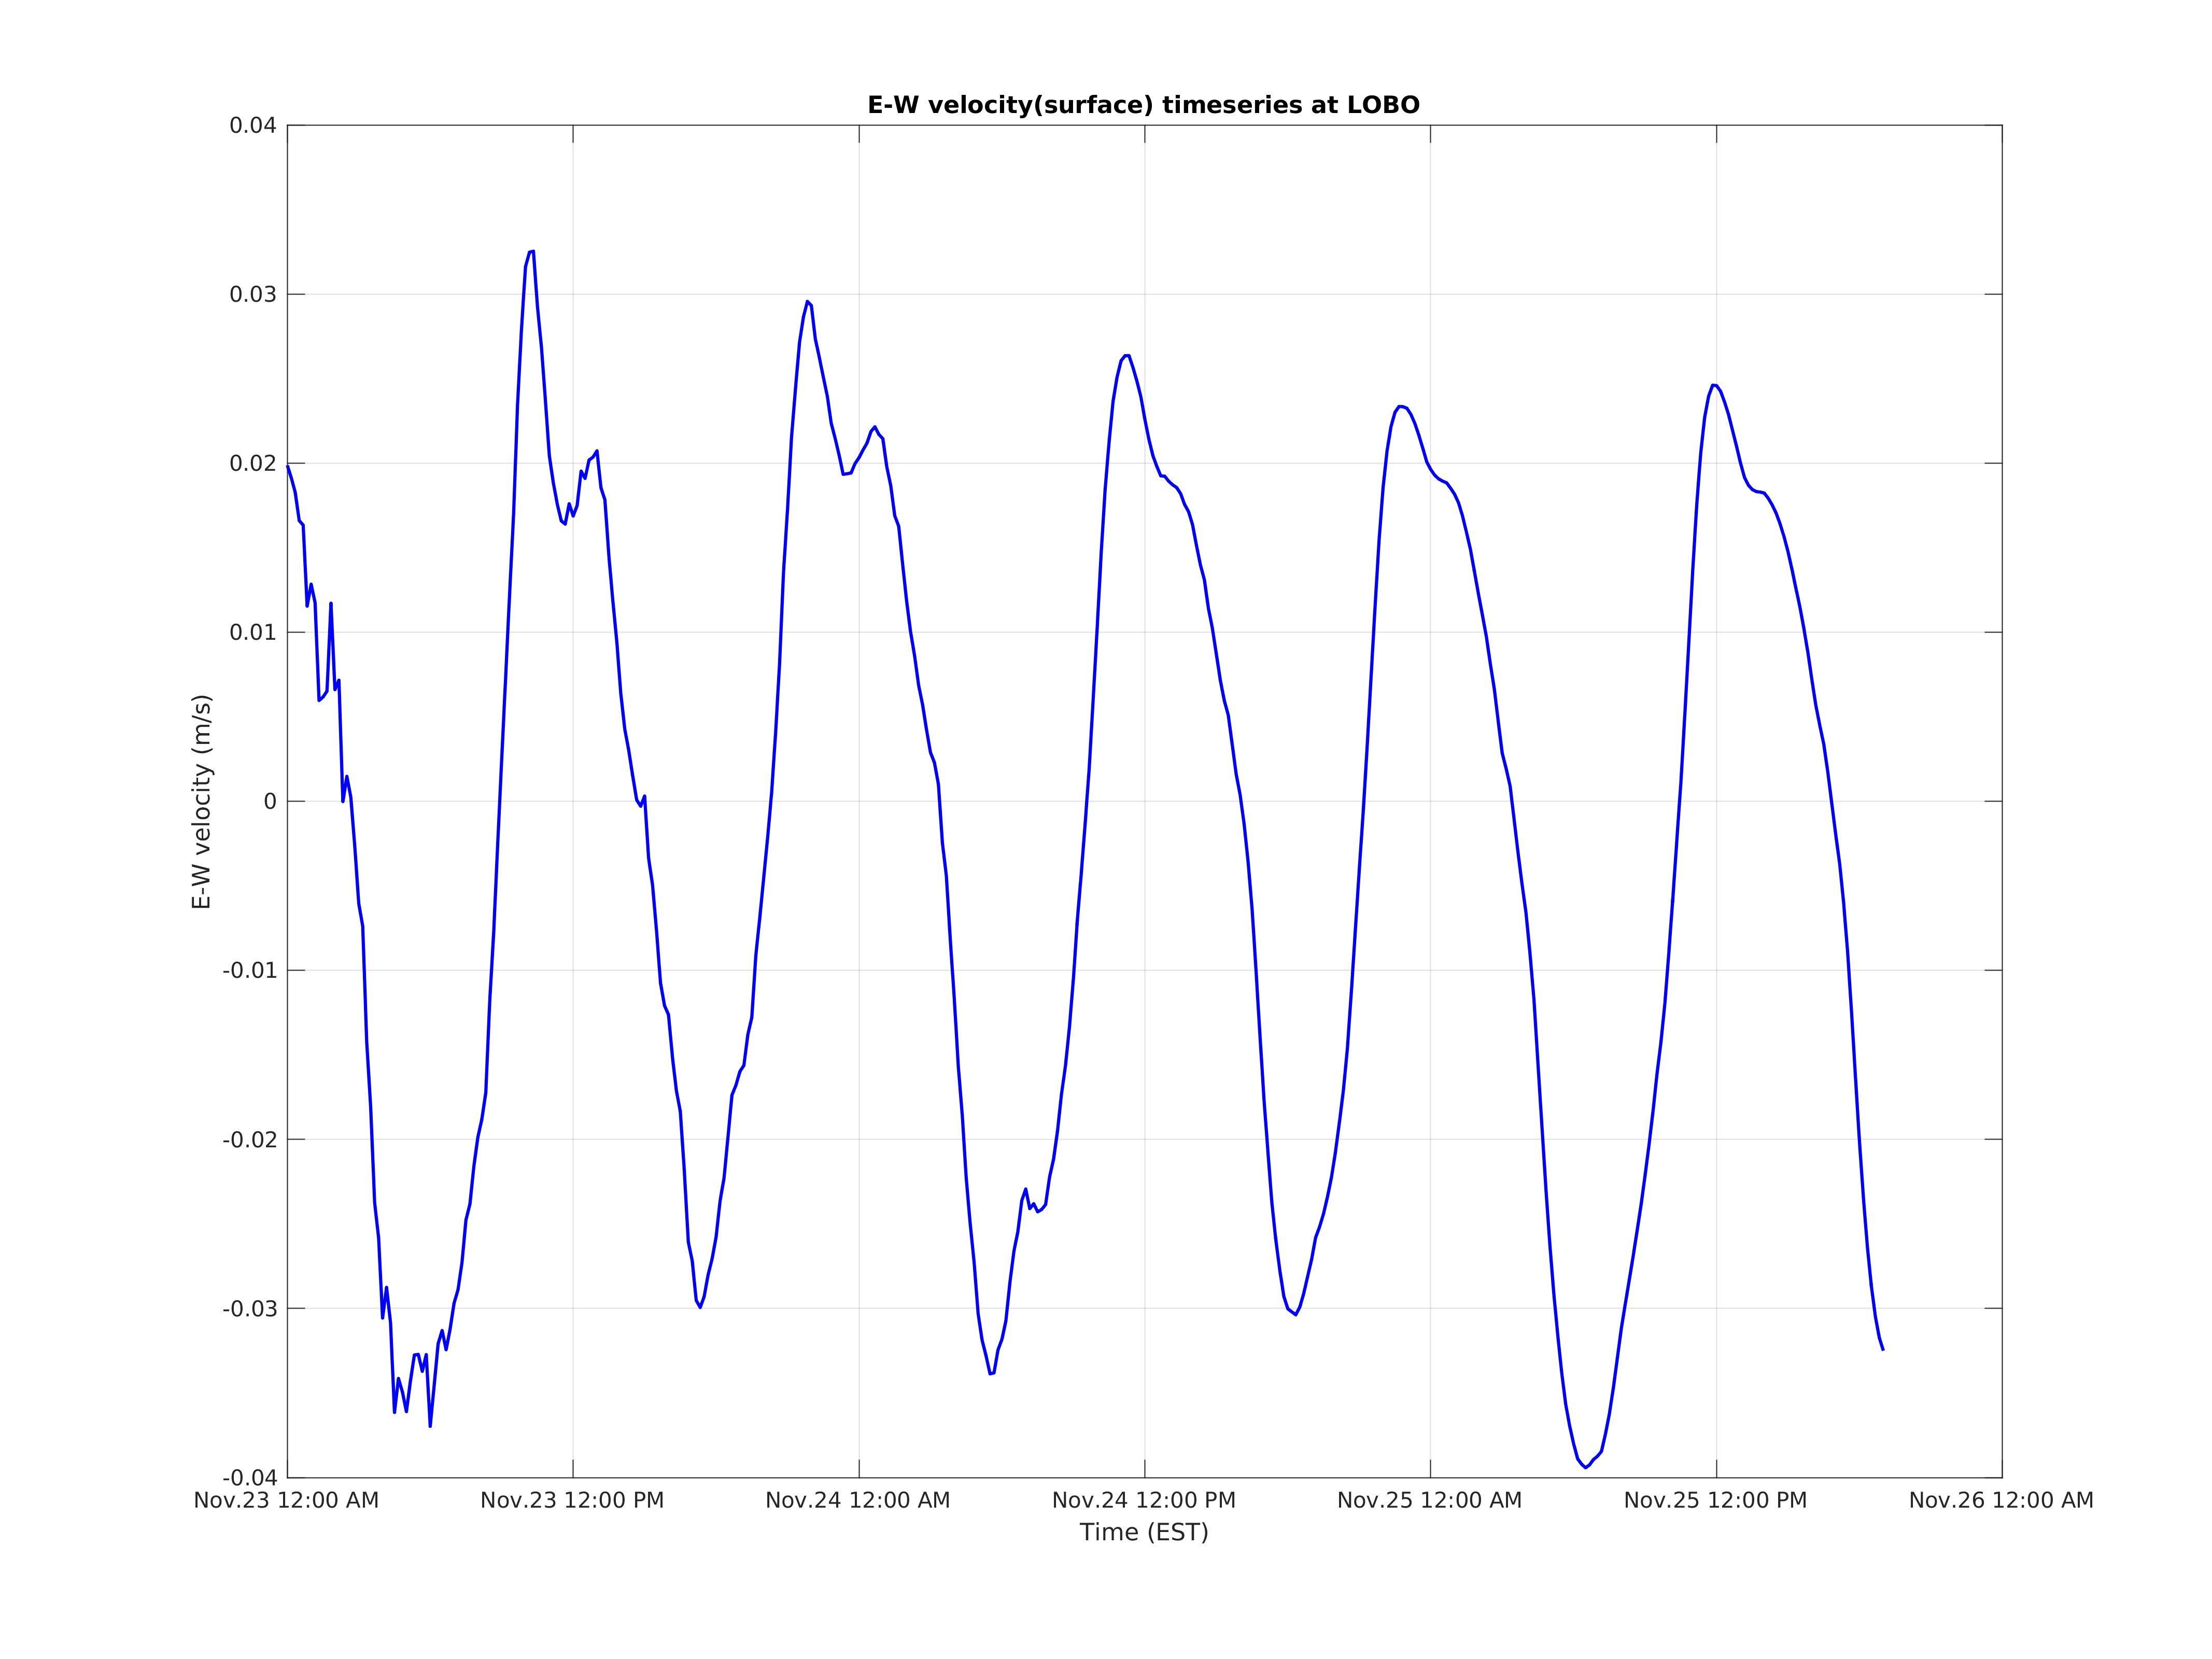 E-W velocity(surface) timeseries at LOBO
0.04
0.03
0.02
0.01
0
-0.01
-0.02
-0.03
-0.04
E-W velocity (m/s)
Nov.23 12:00 AM Nov.23 12:00 PM Nov.24 12:00 AM Nov.24 12:00 PM Nov.25 12:00 AM Nov.25 12:00 PM Nov.26 12:00 AM
Time (EST)